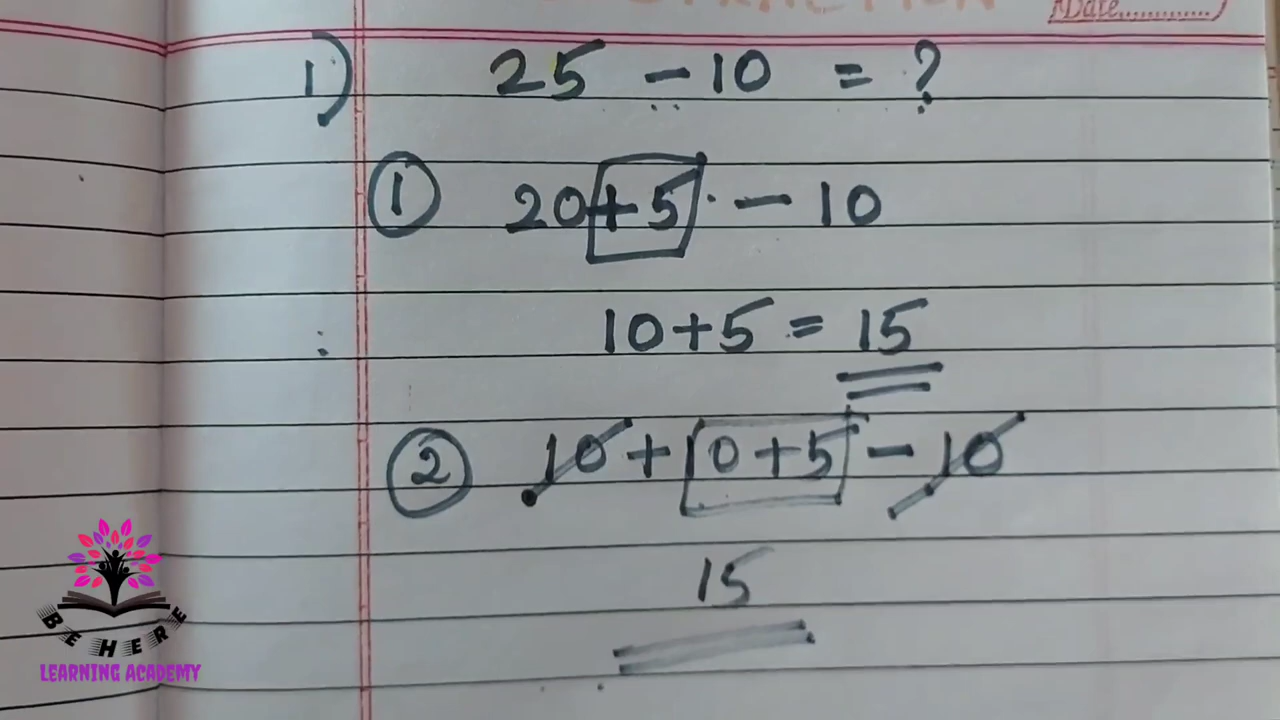 Date..............
1) 25 - 10 = ?
① 20 + 5 - 10
10 + 5 = 15
② 10 + 10 + 5 - 10
15
BE HERE
LEARNING ACADEMY